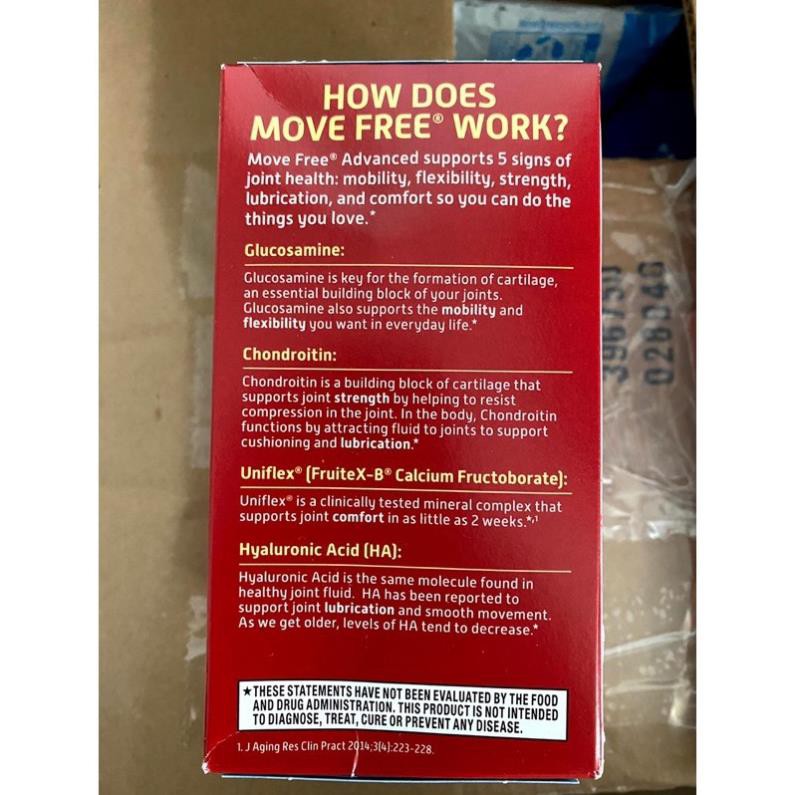 HOW DOES
MOVE FREE® WORK?
Move Free® Advanced supports 5 signs of
joint health: mobility, flexibility, strength,
lubrication, and comfort so you can do the
things you love.*
Glucosamine:
Glucosamine is key for the formation of cartilage,
an essential building block of your joints.
Glucosamine also supports the mobility and
flexibility you want in everyday life.*
Chondroitin:
Chondroitin is a building block of cartilage that
supports joint strength by helping to resist
compression in the joint. In the body, Chondroitin
functions by attracting fluid to joints to support
cushioning and lubrication.*
Uniflex® (FruiteX-B® Calcium Fructoborate):
Uniflex® is a clinically tested mineral complex that
supports joint comfort in as little as 2 weeks.*,1
Hyaluronic Acid (HA):
Hyaluronic Acid is the same molecule found in
healthy joint fluid. HA has been reported to
support joint lubrication and smooth movement.
As we get older, levels of HA tend to decrease.*
★THESE STATEMENTS HAVE NOT BEEN EVALUATED BY THE FOOD
AND DRUG ADMINISTRATION. THIS PRODUCT IS NOT INTENDED
TO DIAGNOSE, TREAT, CURE OR PREVENT ANY DISEASE.
1. J Aging Res Clin Pract 2014;3(4):223-228.
396750
028048